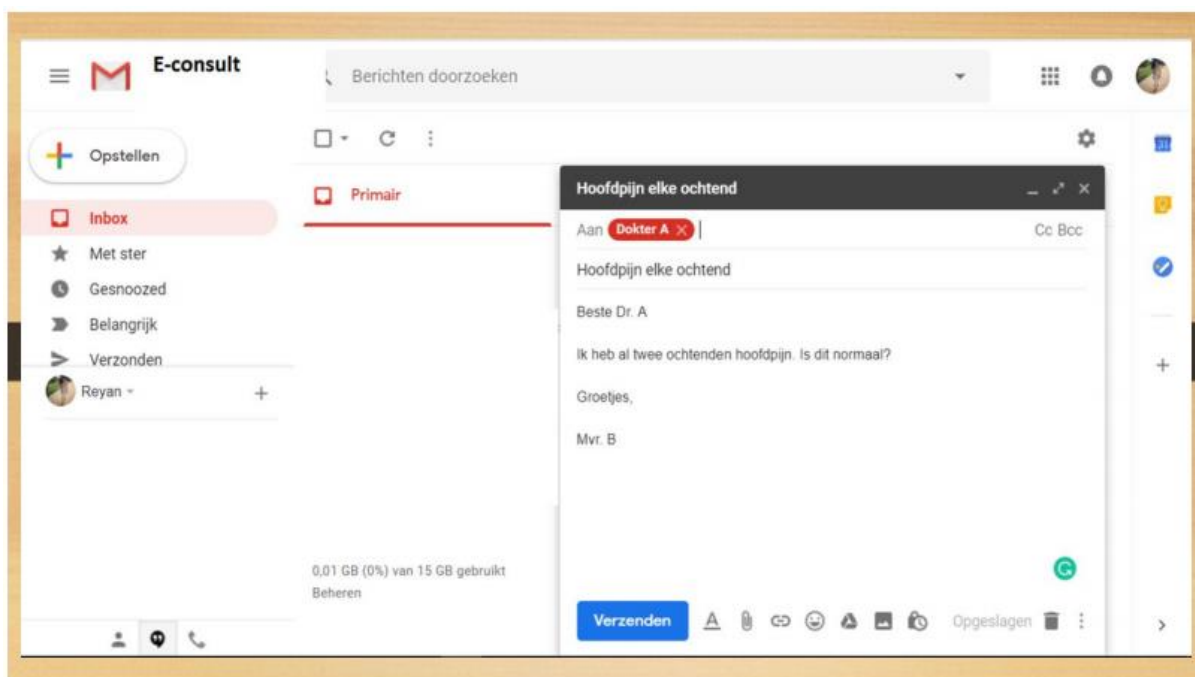 E-consult
Berichten doorzoeken
Opstellen
Inbox
Met ster
Gesnoozed
Belangrijk
Verzonden
Reyan
Primair
0,01 GB (0%) van 15 GB gebruikt
Beheren
Hoofdpijn elke ochtend
Aan Dokter A Cc Bcc
Hoofdpijn elke ochtend
Beste Dr. A
Ik heb al twee ochtenden hoofdpijn. Is dit normaal?
Groetjes,
Mvr. B
Verzenden Opgeslagen
31